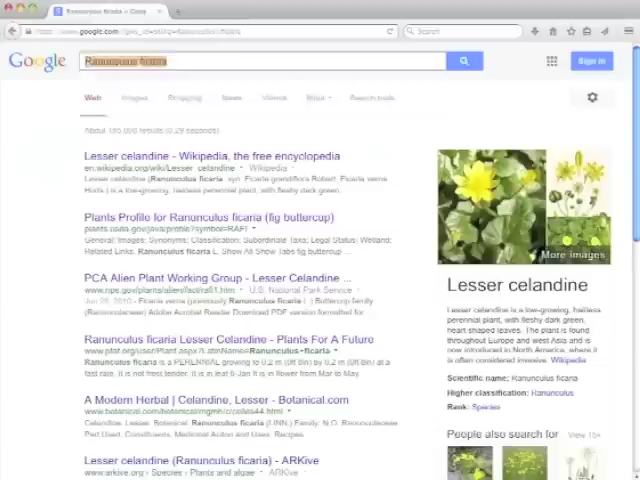 Ranunculus ficaria - Goog
www.google.com
Search
Google
Ranunculus ficaria
Sign in
Web Images Shopping News Videos More Search tools
About 185,000 results (0.29 seconds)
Lesser celandine - Wikipedia, the free encyclopedia
en.wikipedia.org/wiki/Lesser_celandine Wikipedia
Lesser celandine (Ranunculus ficaria syn. Ficaria grandiflora Robert, Ficaria verna
Huds.) is a low-growing, hairless perennial plant, with fleshy dark green.
Plants Profile for Ranunculus ficaria (fig buttercup)
plants.usda.gov/java/profile?symbol=RAFI
General; Images; Synonyms; Classification; Subordinate Taxa; Legal Status; Wetland;
Related Links. Ranunculus ficaria L. Show All Show Tabs fig buttercup ...
PCA Alien Plant Working Group - Lesser Celandine ...
www.nps.gov/plants/alien/fact/rafi1.htm U.S. National Park Service
2010 - Ficaria verna (previously Ranunculus ficaria) Buttercup family
(Ranunculaceae) Adobe Acrobat Reader Download PDF version formatted for
Ranunculus ficaria Lesser Celandine - Plants For A Future
www.pfaf.org/user/Plant.aspx?LatinName=Ranunculus+ficaria
Ranunculus ficaria is a PERENNIAL growing to 0.2 m (0ft 8in) by 0.2 m (0ft 8in) at a
fast rate. It is not frost tender. It is in leaf 6-Jan It is in flower from Mar to May.
A Modern Herbal | Celandine, Lesser - Botanical.com
www.botanical.com/botanical/mgmh/c/celles44.html
Celandine, Lesser. Botanical: Ranunculus ficaria (LINN.) Family: N.O. Ranunculaceae
Part Used. Constituents. Medicinal Action and Uses. Recipes.
Lesser celandine (Ranunculus ficaria) - ARKive
www.arkive.org › Species › Plants and algae ARKive
More images
Lesser celandine
Lesser celandine is a low-growing, hairless
perennial plant, with fleshy dark green,
heart-shaped leaves. The plant is found
throughout Europe and west Asia and is
now introduced in North America, where it
is often considered invasive. Wikipedia
Scientific name: Ranunculus ficaria
Higher classification: Ranunculus
Rank: Species
People also search for
View 15+